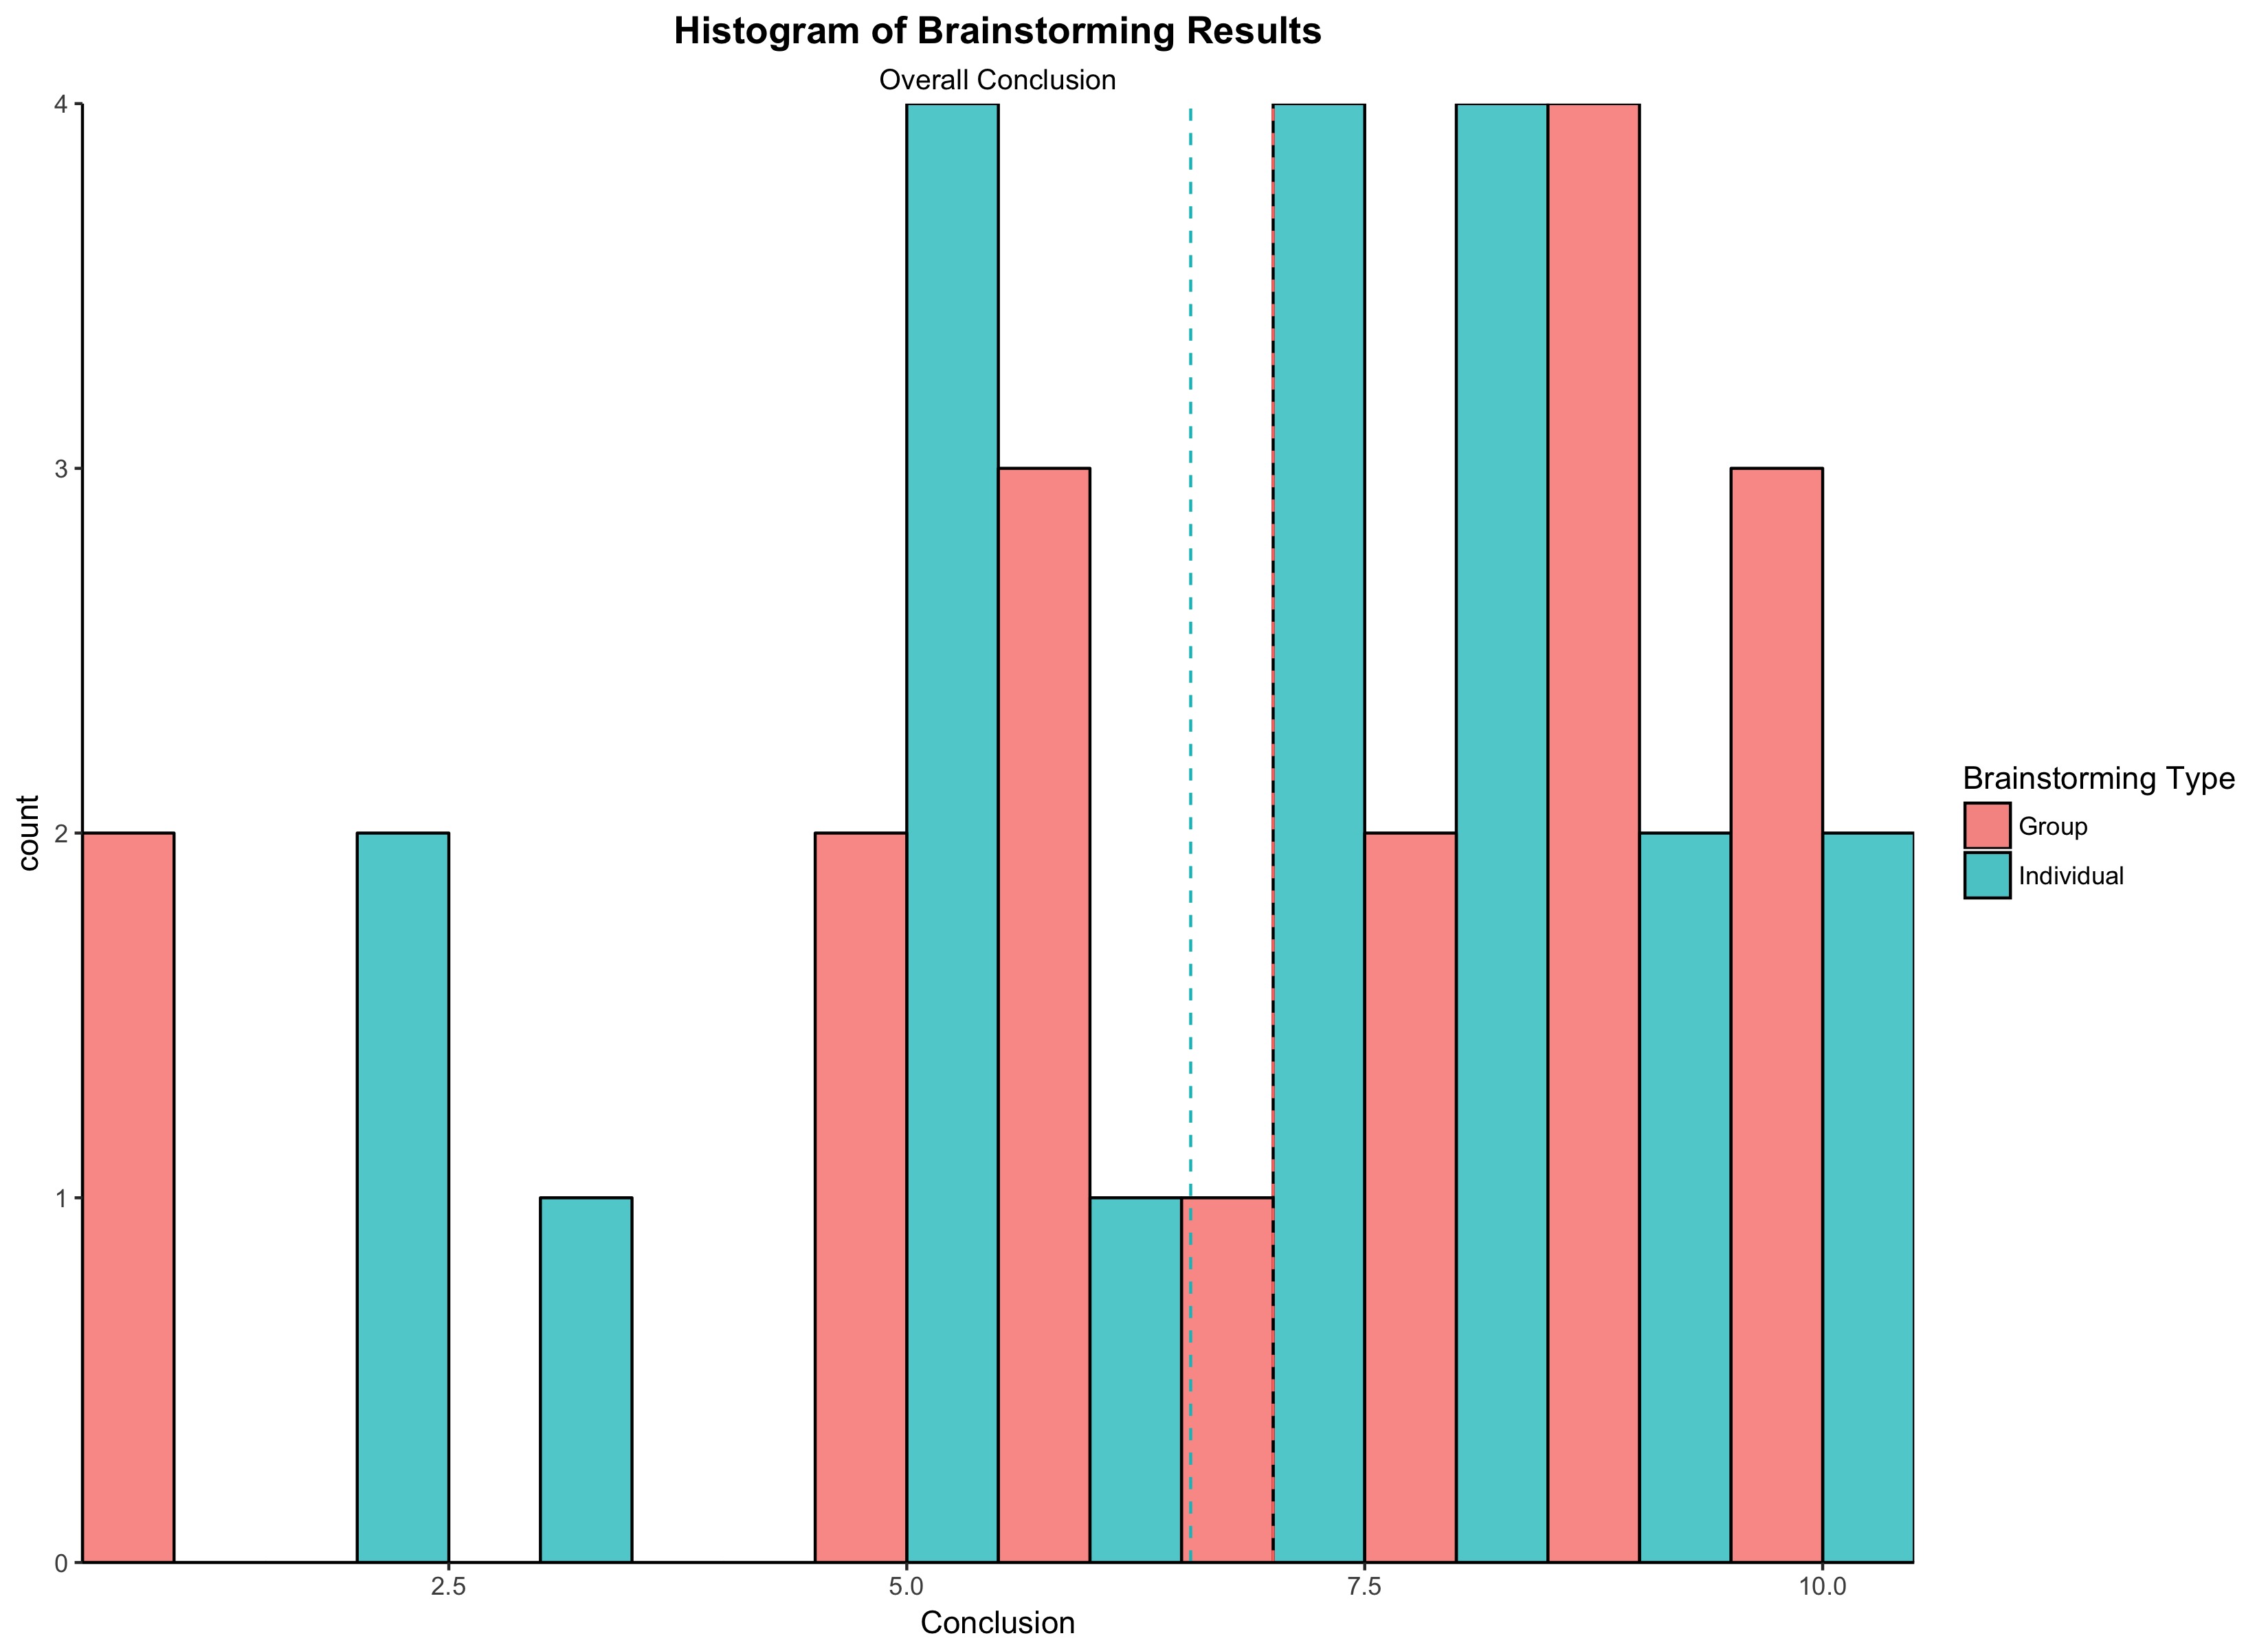 Histogram of Brainstorming Results
Overall Conclusion
4
3
2
1
0
count
2.5
5.0
7.5
10.0
Conclusion
Brainstorming Type
Group
Individual